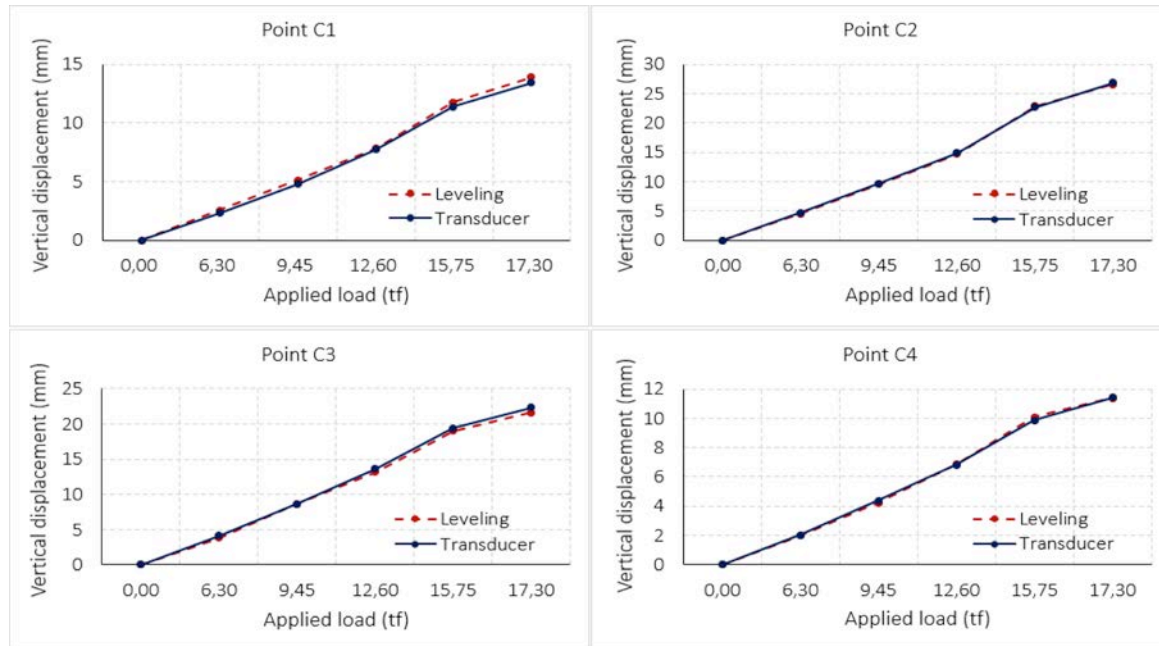 Point C1
Vertical displacement (mm)
15
10
5
0
Leveling
Transducer
0,00 6,30 9,45 12,60 15,75 17,30
Applied load (tf)
Point C2
Vertical displacement (mm)
30
25
20
15
10
5
0
Leveling
Transducer
0,00 6,30 9,45 12,60 15,75 17,30
Applied load (tf)
Point C3
Vertical displacement (mm)
25
20
15
10
5
0
Leveling
Transducer
0,00 6,30 9,45 12,60 15,75 17,30
Applied load (tf)
Point C4
Vertical displacement (mm)
12
10
8
6
4
2
0
Leveling
Transducer
0,00 6,30 9,45 12,60 15,75 17,30
Applied load (tf)